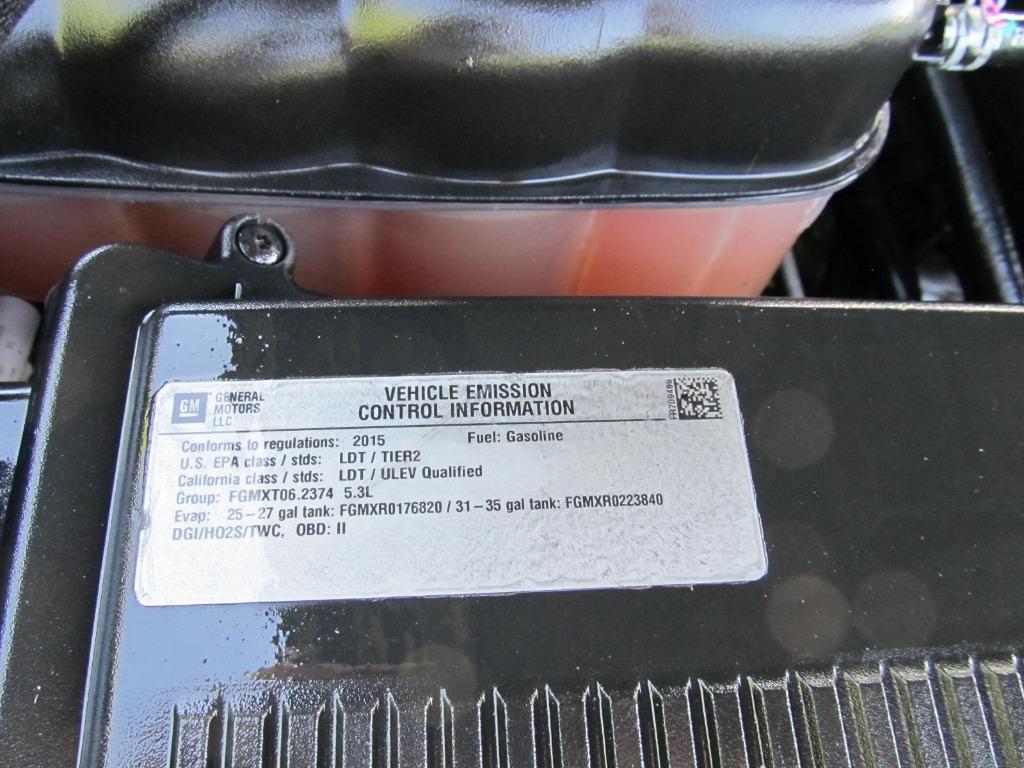 GM
GENERAL
MOTORS
LLC
VEHICLE EMISSION
CONTROL INFORMATION
Conforms to regulations: 2015 Fuel: Gasoline
U.S. EPA class / stds: LDT / TIER2
California class / stds: LDT / ULEV Qualified
Group: FGMXT06.2374 5.3L
Evap: 25-27 gal tank: FGMXR0176820 / 31-35 gal tank: FGMXR0223840
DGI/HO2S/TWC, OBD: II